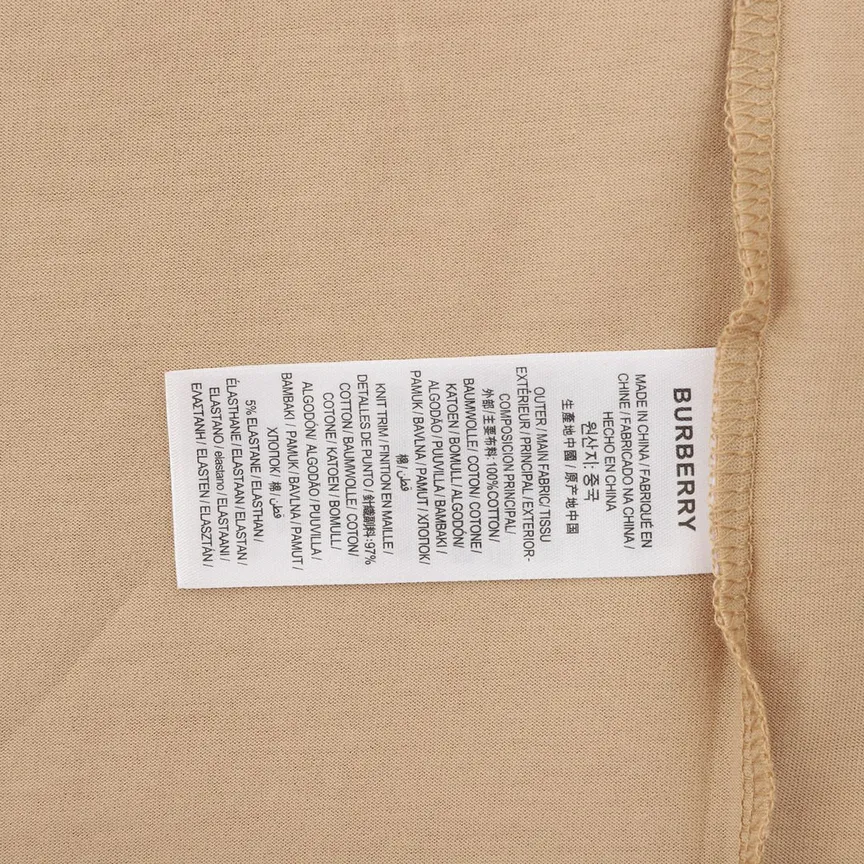 BURBERRY
MADE IN CHINA / FABRIQUÉ EN
CHINE / FABRICADO NA CHINA /
HECHO EN CHINA
원산지: 중국
生產地中國 / 原产地中国
OUTER / MAIN FABRIC/ TISSU
EXTÉRIEUR / PRINCIPAL / EXTERIOR-
COMPOSICION PRINCIPAL/
外部/主要布料: 100%COTTON/
BAUMWOLLE/ COTON/ COTONE/
KATOEN / BOMULL / ALGODÓN/
ALGODÃO / PUUVILLA / BAMBAKI /
PAMUK / BAVLNA / PAMUT / ХЛОПОК/
棉/ قطن
KNIT TRIM / FINITION EN MAILLE /
DETALLES DE PUNTO / 針織副料:97%
COTTON / BAUMWOLLE/ COTON/
COTONE / KATOEN / BOMULL/
ALGODÓN/ ALGODÃO / PUUVILLA /
BAMBAKI / PAMUK / BAVLNA / PAMUT /
ХЛОПОК/ 棉/ قطن
5% ELASTANE / ELASTHAN /
ÉLASTHANE / ELASTAAN / ELASTAN /
ELASTANO / elastano / ELASTAANI /
ΕΛΑΣΤΑΝΗ / ELASTEN / ELASZTÁN /